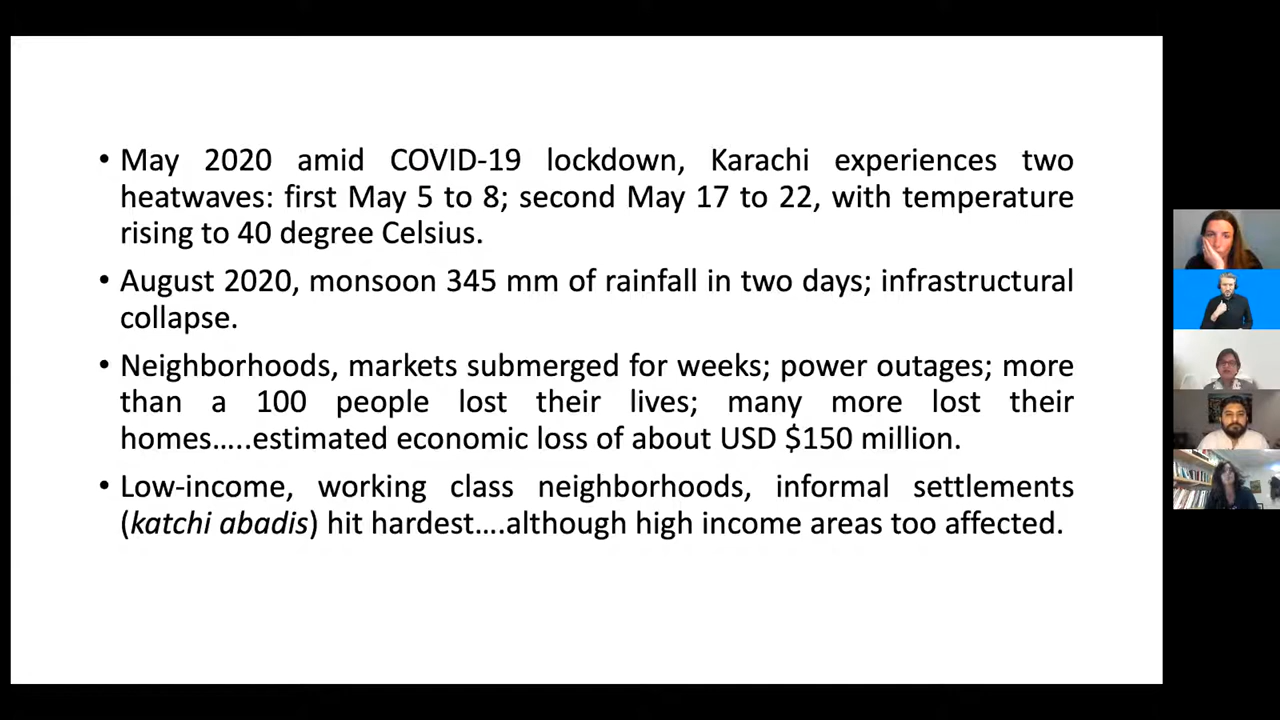 • May 2020 amid COVID-19 lockdown, Karachi experiences two
heatwaves: first May 5 to 8; second May 17 to 22, with temperature
rising to 40 degree Celsius.
• August 2020, monsoon 345 mm of rainfall in two days; infrastructural
collapse.
• Neighborhoods, markets submerged for weeks; power outages; more
than a 100 people lost their lives; many more lost their
homes.....estimated economic loss of about USD $150 million.
• Low-income, working class neighborhoods, informal settlements
(katchi abadis) hit hardest....although high income areas too affected.